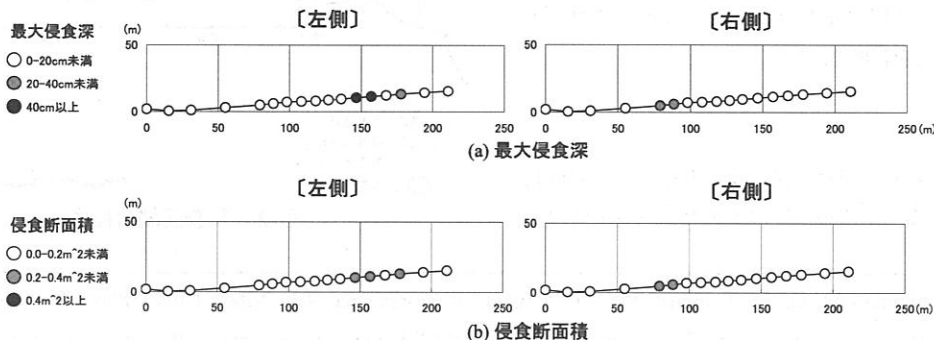 〔左側〕 〔右側〕
最大侵食深
0-20cm未満
20-40cm未満
40cm以上
(m)
50
0
0 50 100 150 200 250
50
0
0 50 100 150 200 250 (m)
(a) 最大侵食深
〔左側〕 〔右側〕
侵食断面積
0.0-0.2m^2未満
0.2-0.4m^2未満
0.4m^2以上
(m)
50
0
0 50 100 150 200 250
50
0
0 50 100 150 200 250 (m)
(b) 侵食断面積